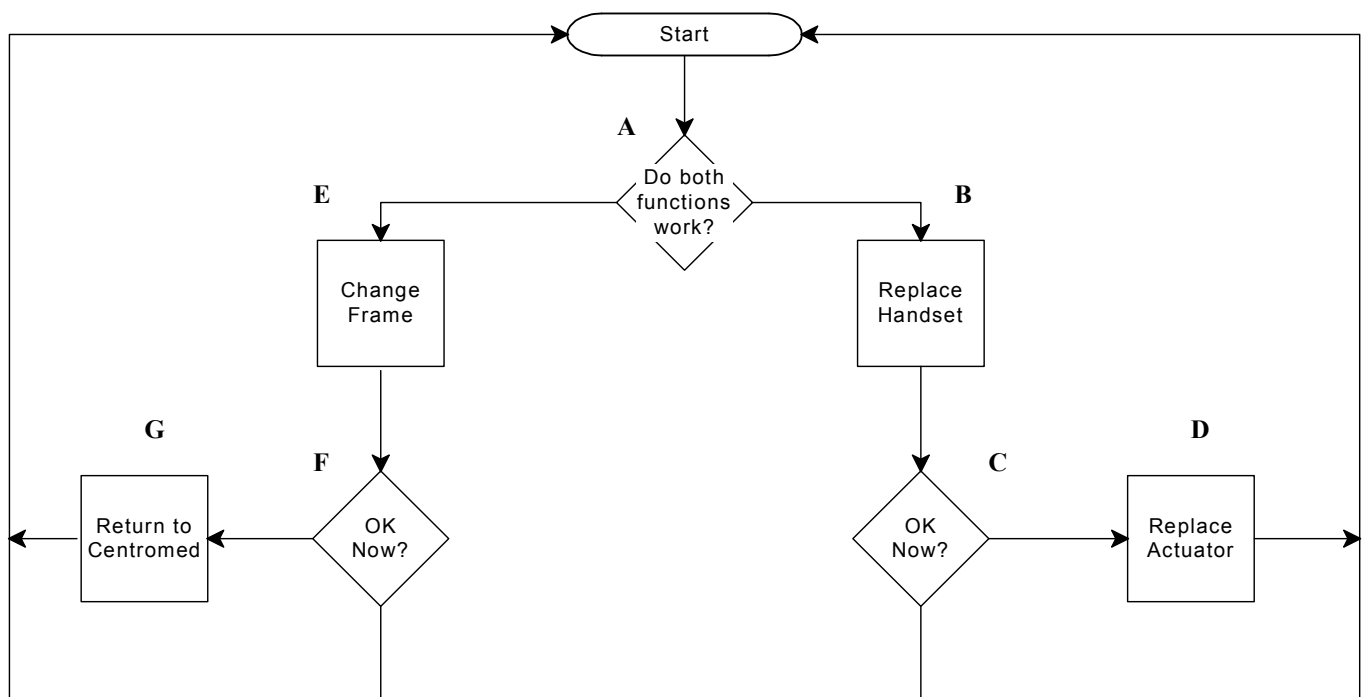 Start
A
Do both
functions
work?
E
B
Change
Frame
Replace
Handset
G
D
F
C
Return to
Centromed
OK
Now?
OK
Now?
Replace
Actuator